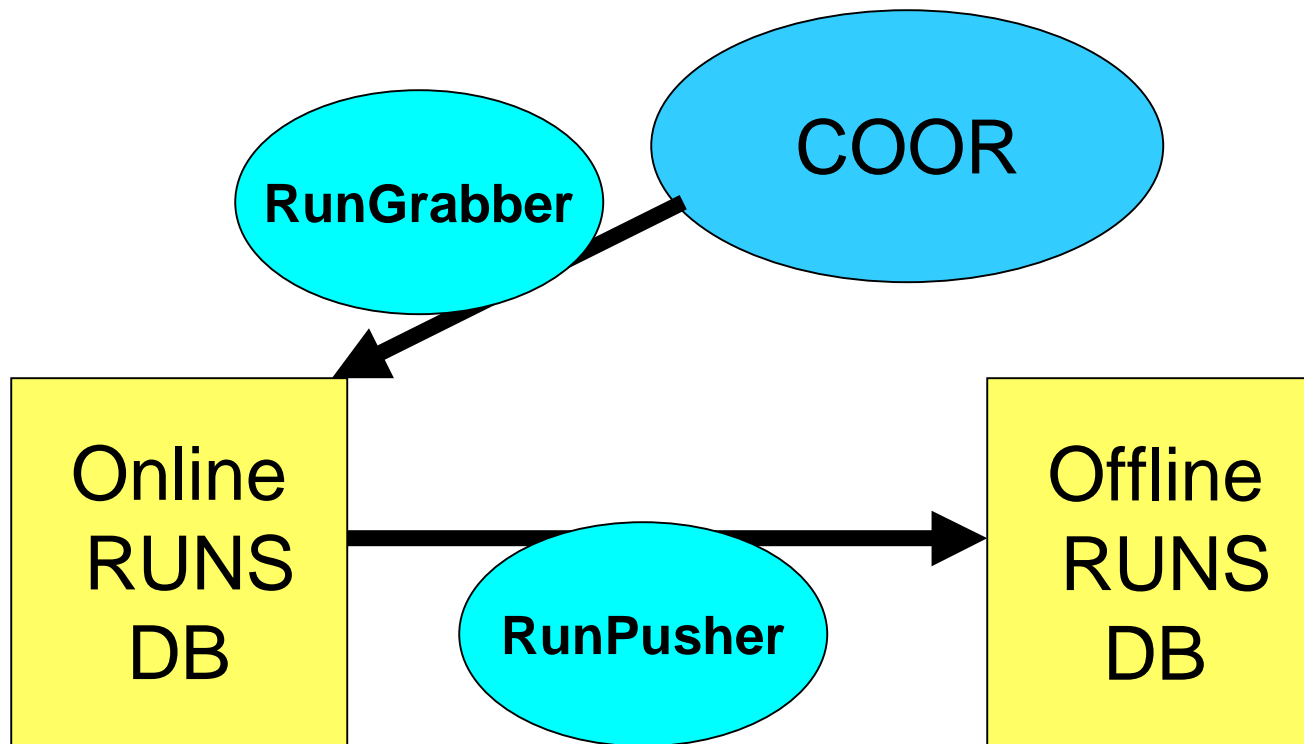 COOR
RunGrabber
Online
RUNS
DB
Offline
RUNS
DB
RunPusher